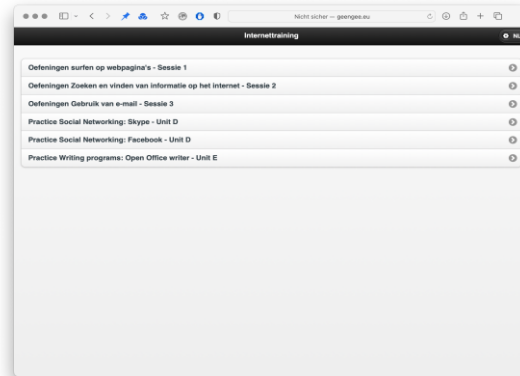 Nicht sicher — geengee.eu
Internettraining
NL
Oefeningen surfen op webpagina's - Sessie 1
Oefeningen Zoeken en vinden van informatie op het internet - Sessie 2
Oefeningen Gebruik van e-mail - Sessie 3
Practice Social Networking: Skype - Unit D
Practice Social Networking: Facebook - Unit D
Practice Writing programs: Open Office writer - Unit E